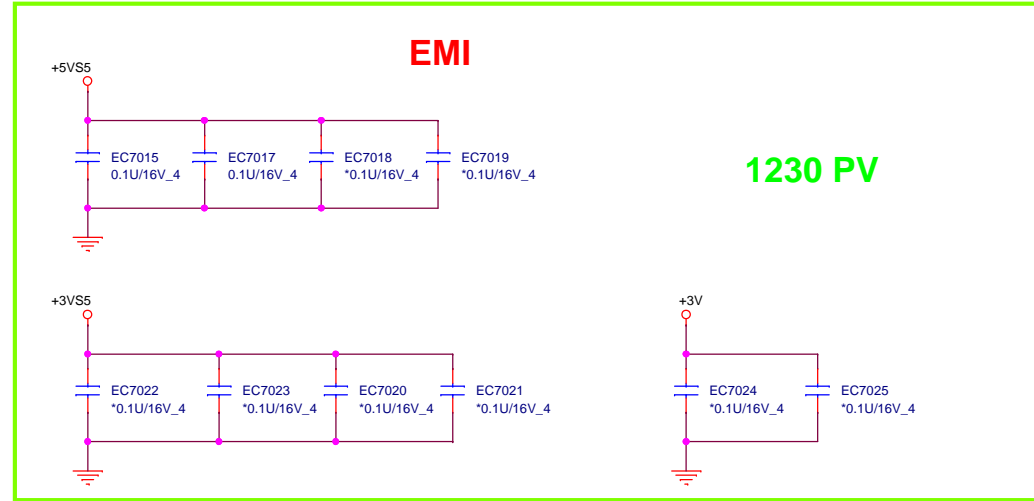 EMI
+5VS5
EC7015
0.1U/16V_4
EC7017
0.1U/16V_4
EC7018
*0.1U/16V_4
EC7019
*0.1U/16V_4
1230 PV
+3VS5
EC7022
*0.1U/16V_4
EC7023
*0.1U/16V_4
EC7020
*0.1U/16V_4
EC7021
*0.1U/16V_4
+3V
EC7024
*0.1U/16V_4
EC7025
*0.1U/16V_4